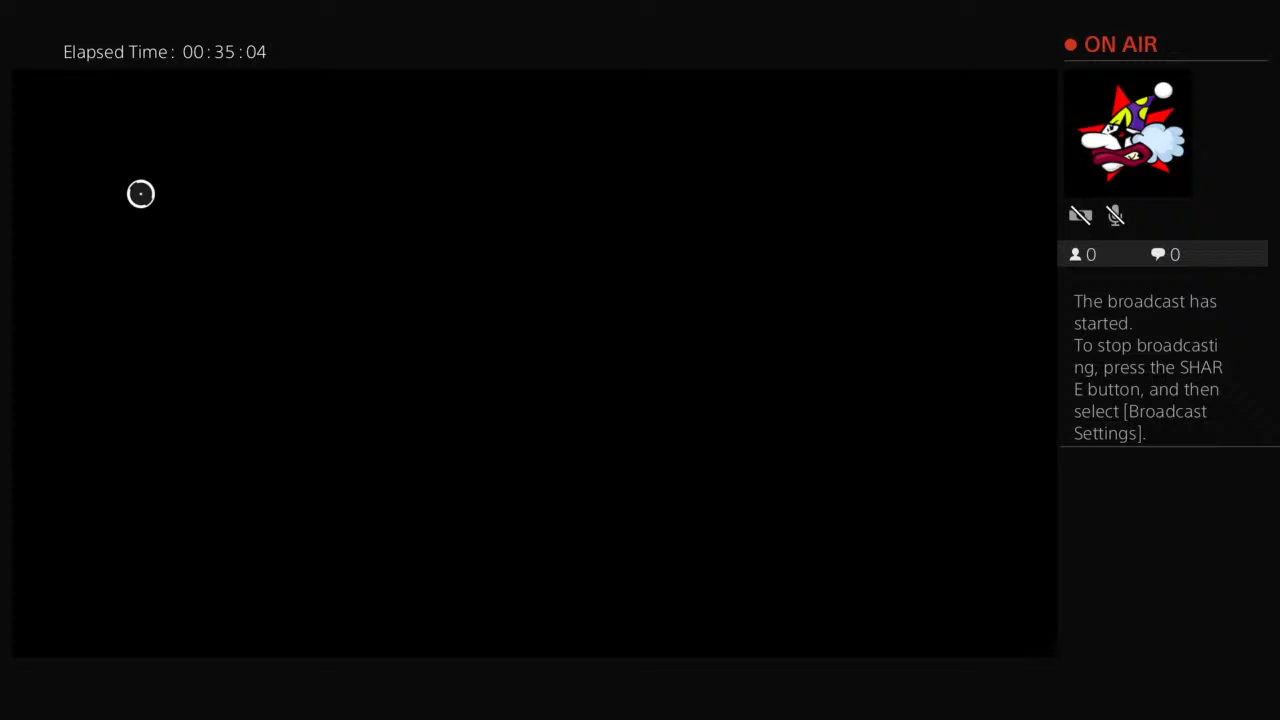 Elapsed Time: 00:35:04
ON AIR
0 0
The broadcast has
started.
To stop broadcasti
ng, press the SHAR
E button, and then
select [Broadcast
Settings].